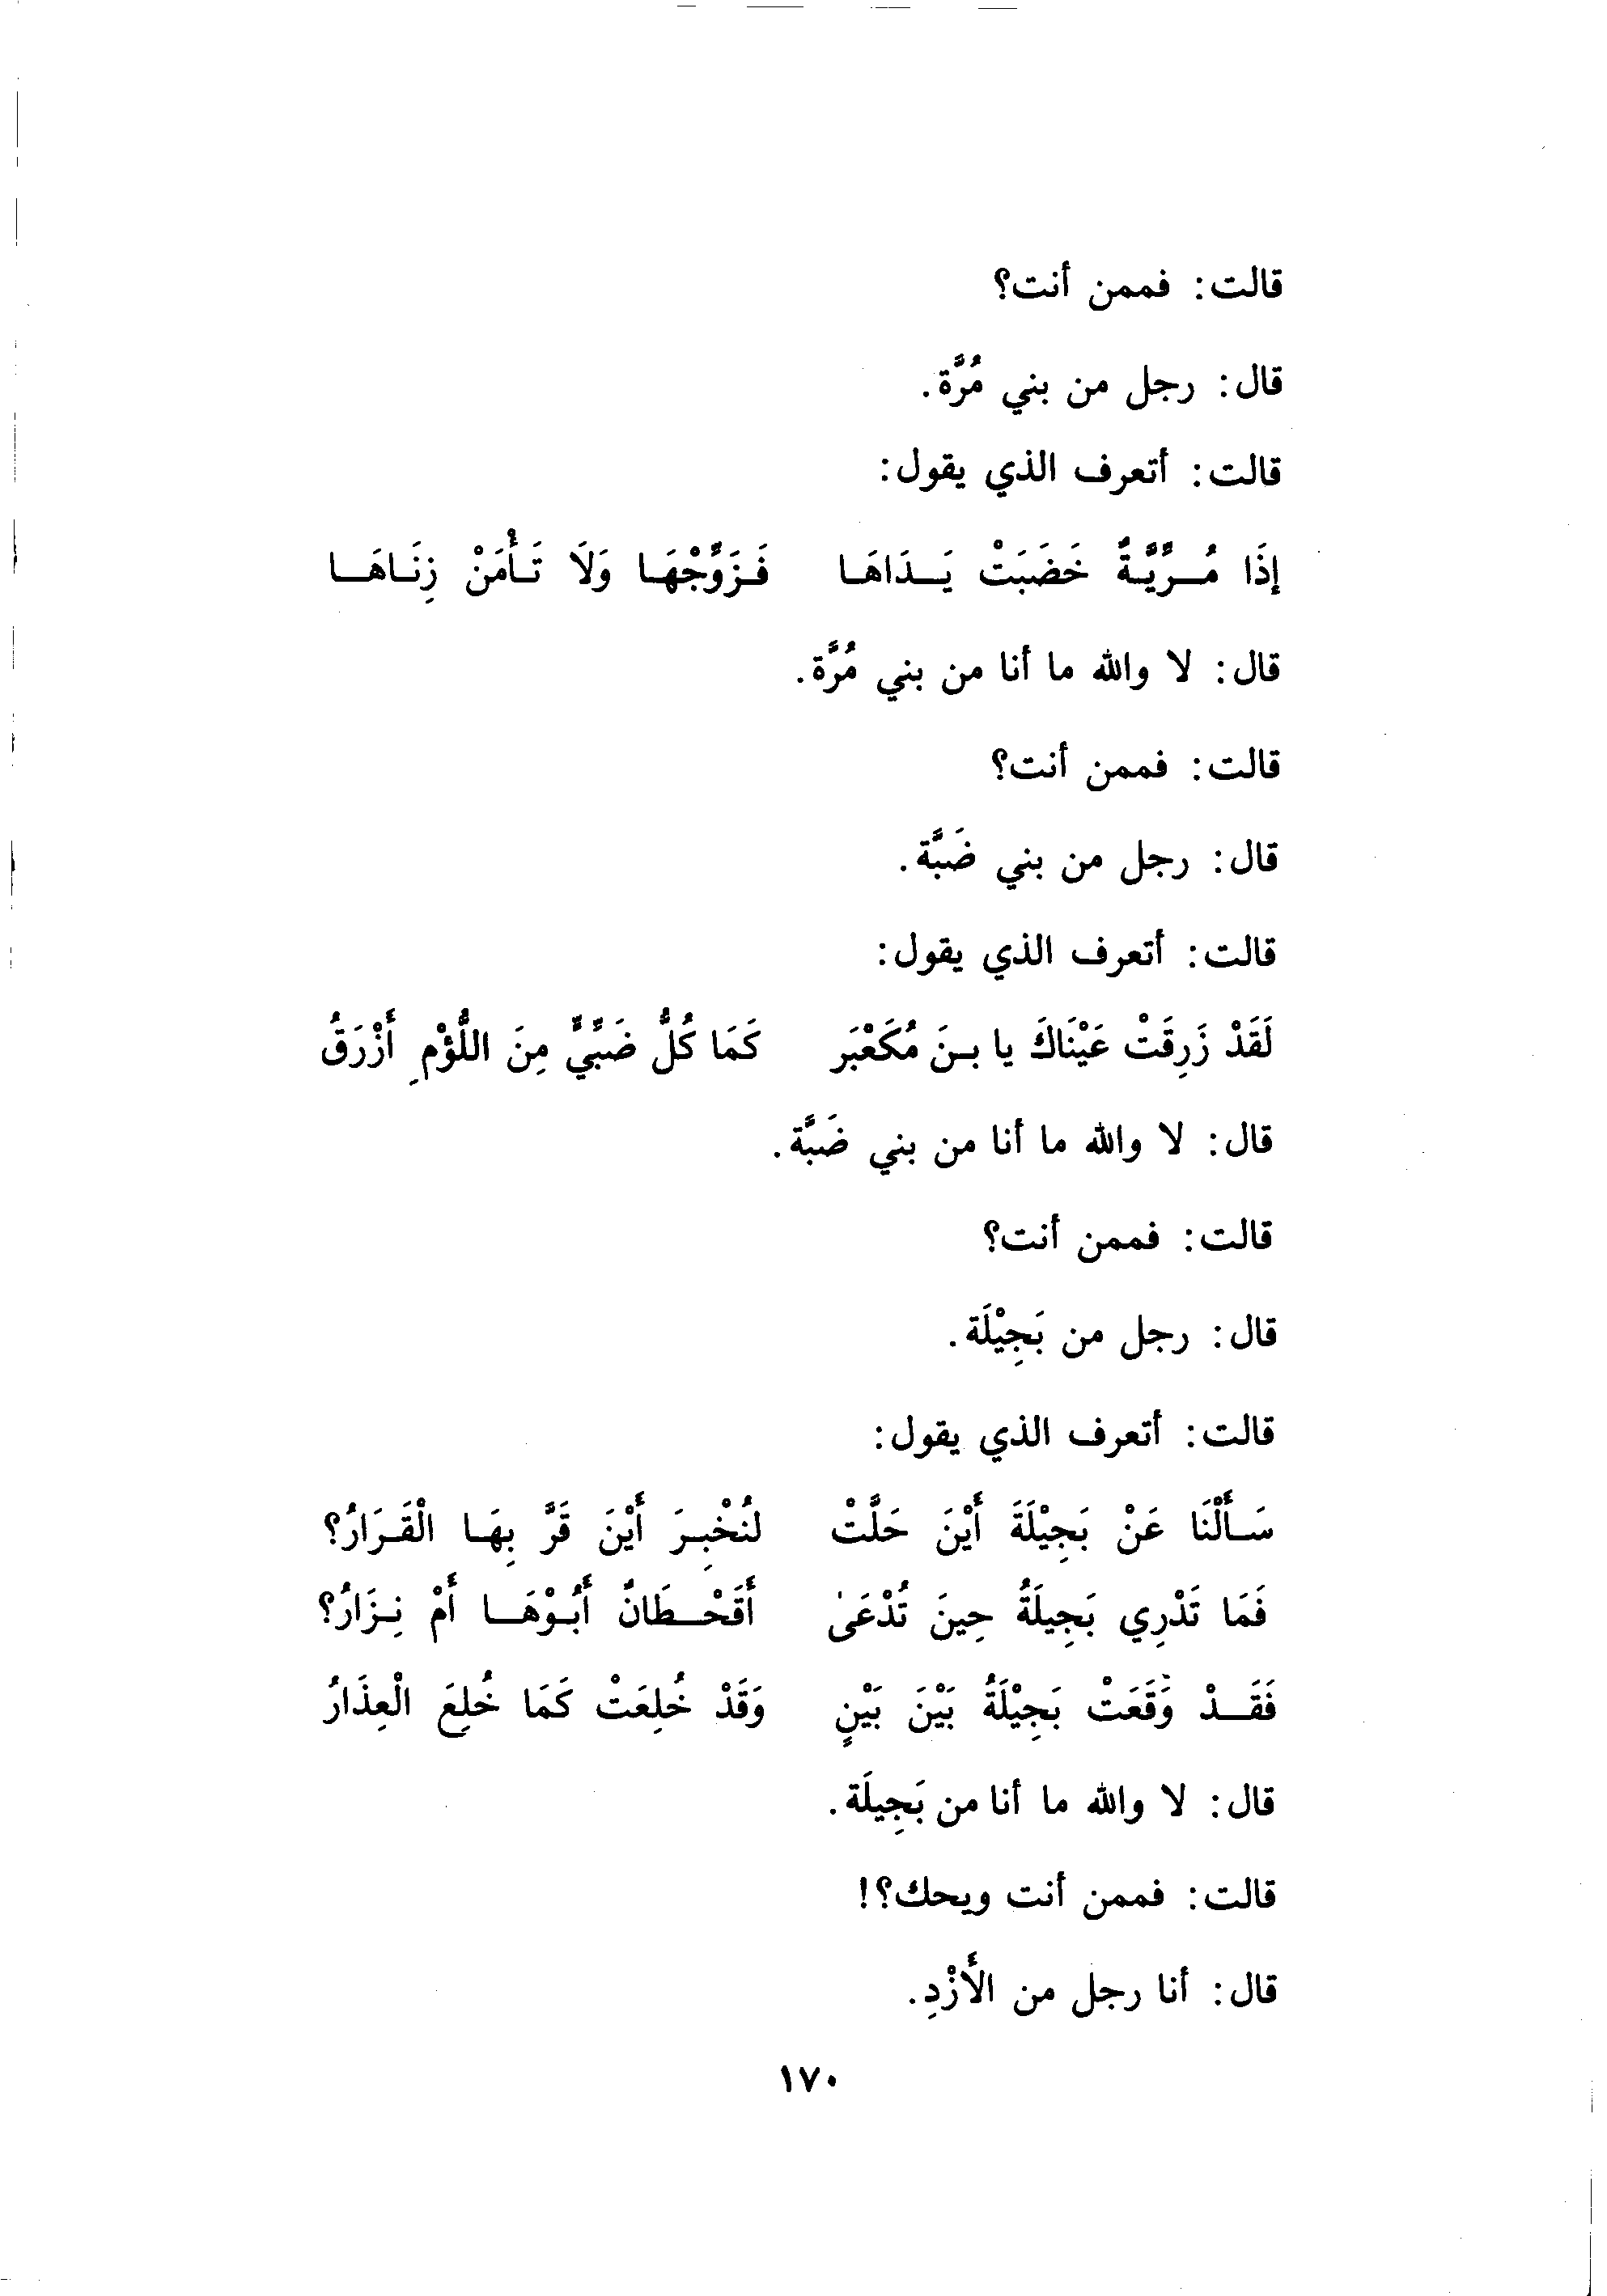 قالت: فممن أنت؟
قال: رجل من بني مُرَّة.
قالت: أتعرف الذي يقول:
إذَا مُـرِّيَّـةٌ خَضَبَتْ يَـدَاهَـا فَـزَوِّجْهَـا وَلَا تَـأْمَنْ زِنَـاهَـا
قال: لا والله ما أنا من بني مُرَّة.
قالت: فممن أنت؟
قال: رجل من بني ضَبَّة.
قالت: أتعرف الذي يقول:
لَقَدْ زَرِقَتْ عَيْنَاكَ يا بـنَ مُكَعْبَر كَمَا كُلُّ ضَبِّيٍّ مِنَ اللُّؤْمِ أَزْرَقُ
قال: لا والله ما أنا من بني ضَبَّة.
قالت: فممن أنت؟
قال: رجل من بَجِيْلَة.
قالت: أتعرف الذي يقول:
سَـأَلْنَا عَنْ بَجِيْلَةَ أَيْنَ حَلَّتْ لنُخْبِـرَ أَيْنَ قَرَّ بِهَـا الْقَـرَارُ؟
فَمَا تَدْرِي بَجِيلَةُ حِينَ تُدْعَىٰ أَقَحْـطَانٌ أَبُـوْهَـا أَمْ نِـزَارُ؟
فَقَـدْ وَقَعَتْ بَجِيْلَةُ بَيْنَ بَيْنٍ وَقَدْ خُلِعَتْ كَمَا خُلِعَ الْعِذَارُ
قال: لا والله ما أنا من بَجِيلَة.
قالت: فممن أنت ويحك؟!
قال: أنا رجل من الأَزْدِ.
١٧٠